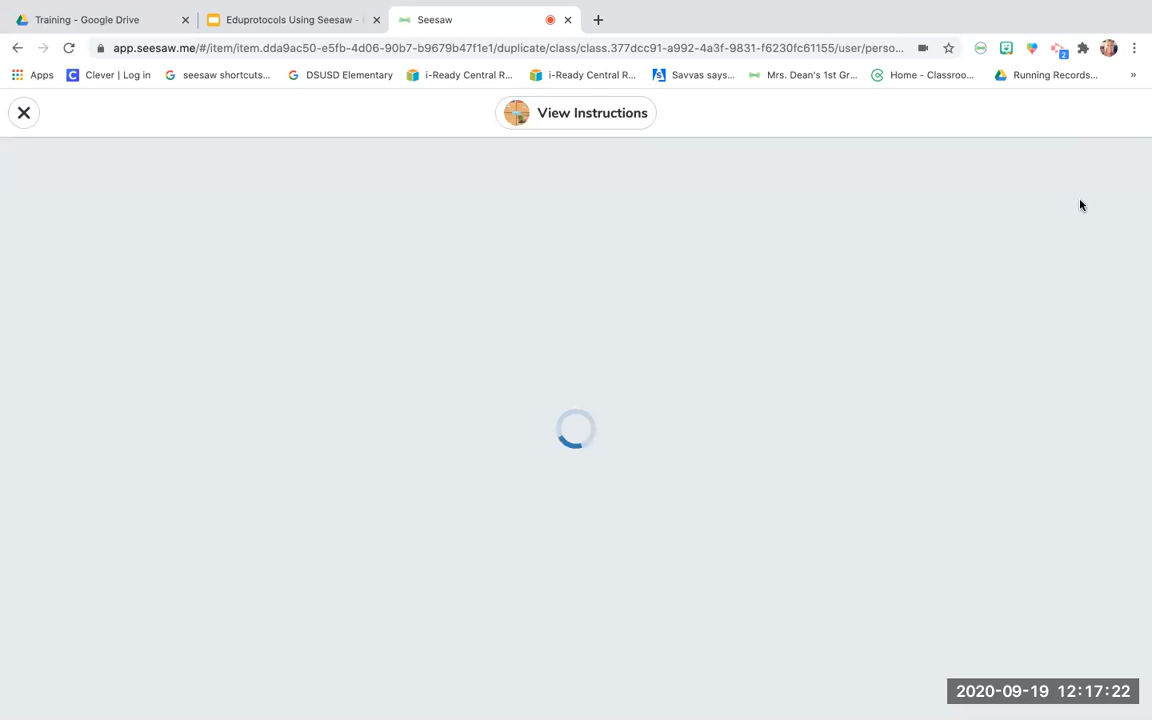 Training - Google Drive
Eduprotocols Using Seesaw -
Seesaw
app.seesaw.me/#/item/item.dda9ac50-e5fb-4d06-90b7-b9679b47f1e1/duplicate/class/class.377dcc91-a992-4a3f-9831-f6230fc61155/user/perso...
2
Apps
C Clever | Log in
seesaw shortcuts...
DSUSD Elementary
i-Ready Central R...
i-Ready Central R...
Savvas says...
Mrs. Dean's 1st Gr...
Home - Classroo...
Running Records...
»
View Instructions
2020-09-19 12:17:22